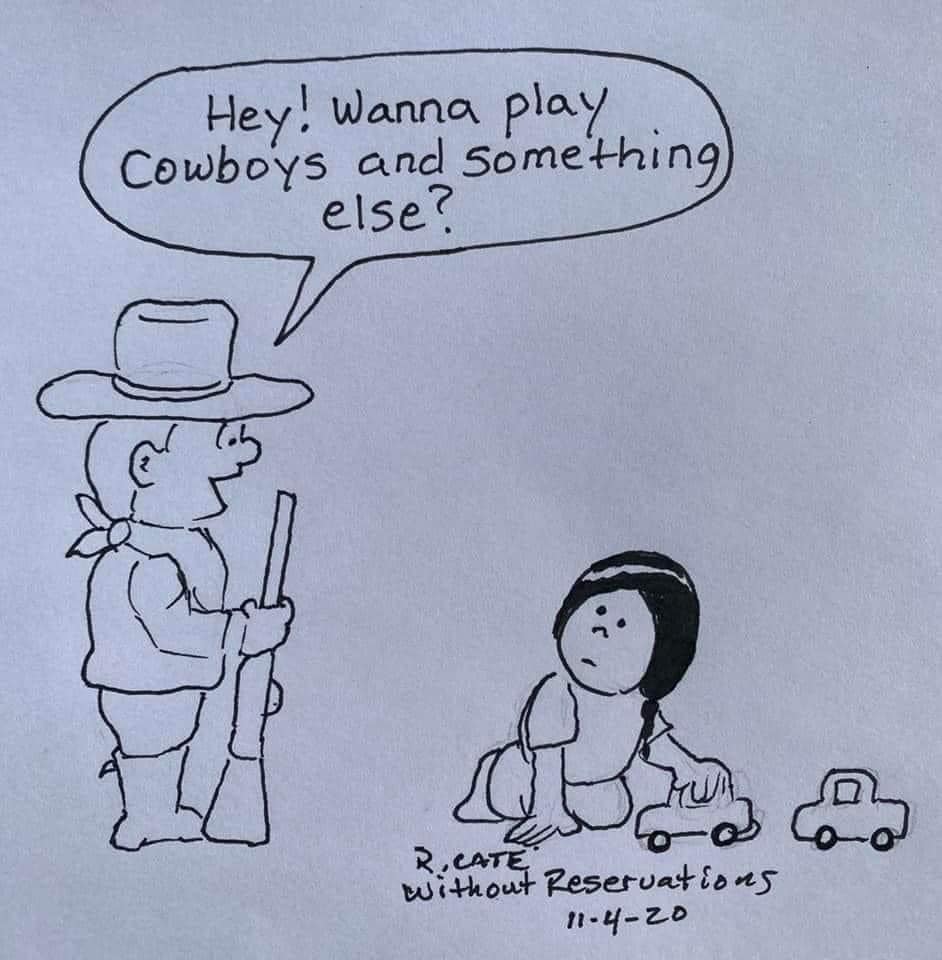 Hey! Wanna play
Cowboys and something
else?
R. CATE
Without Reservations
11-4-20